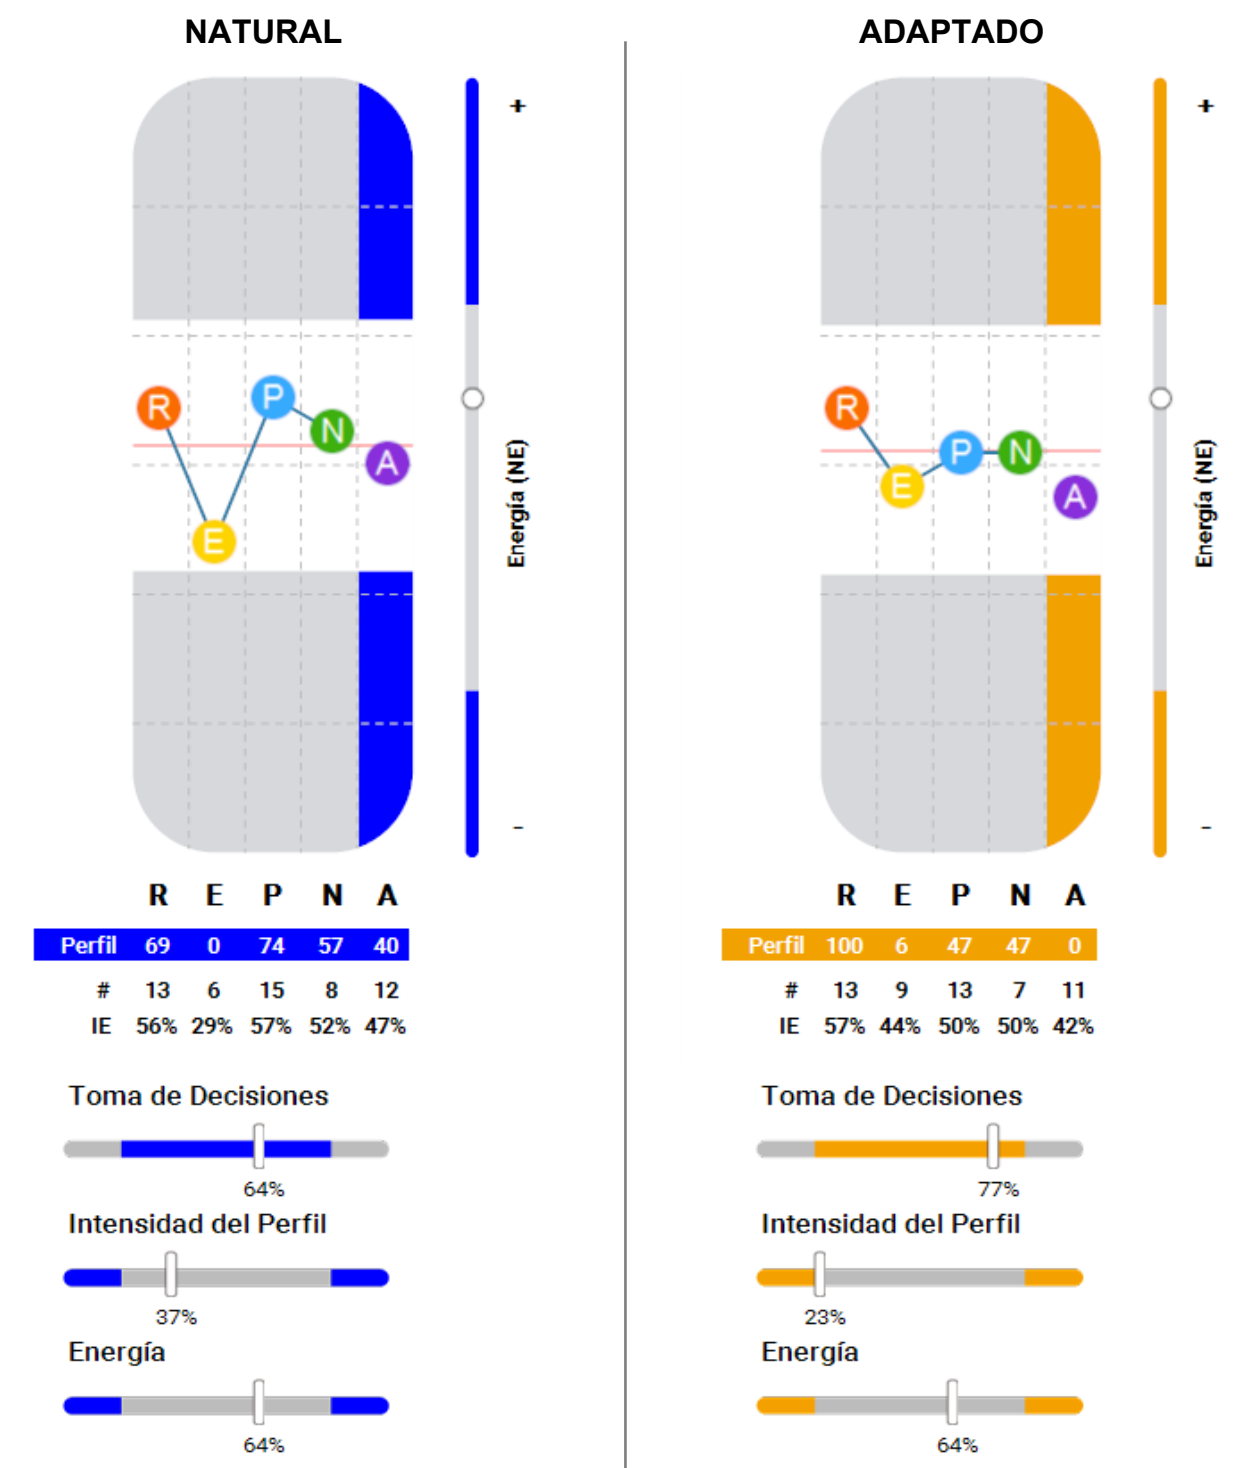 NATURAL
+
R
E
P
N
A
Energía (NE)
-
R E P N A
Perfil 69 0 74 57 40
# 13 6 15 8 12
IE 56% 29% 57% 52% 47%
Toma de Decisiones
64%
Intensidad del Perfil
37%
Energía
64%
ADAPTADO
+
R
E
P
N
A
Energía (NE)
-
R E P N A
Perfil 100 6 47 47 0
# 13 9 13 7 11
IE 57% 44% 50% 50% 42%
Toma de Decisiones
77%
Intensidad del Perfil
23%
Energía
64%